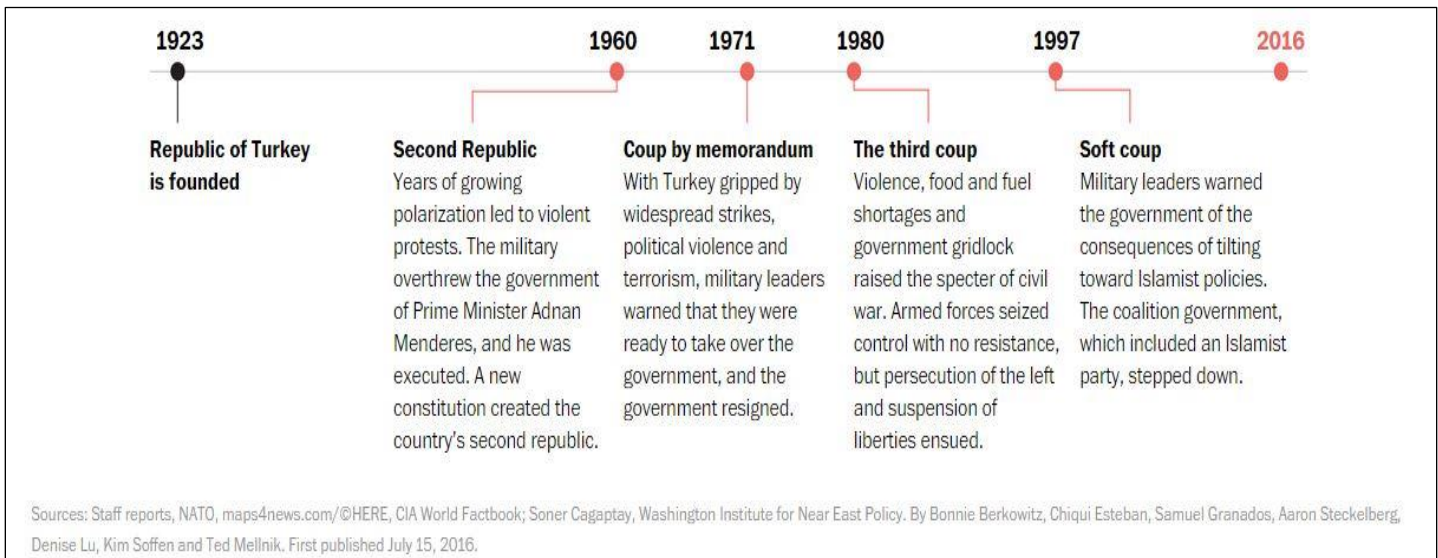 1923 1960 1971 1980 1997 2016
Republic of Turkey
is founded
Second Republic
Years of growing
polarization led to violent
protests. The military
overthrew the government
of Prime Minister Adnan
Menderes, and he was
executed. A new
constitution created the
country's second republic.
Coup by memorandum
With Turkey gripped by
widespread strikes,
political violence and
terrorism, military leaders
warned that they were
ready to take over the
government, and the
government resigned.
The third coup
Violence, food and fuel
shortages and
government gridlock
raised the specter of civil
war. Armed forces seized
control with no resistance,
but persecution of the left
and suspension of
liberties ensued.
Soft coup
Military leaders warned
the government of the
consequences of tilting
toward Islamist policies.
The coalition government,
which included an Islamist
party, stepped down.
Sources: Staff reports, NATO, maps4news.com/©HERE, CIA World Factbook; Soner Cagaptay, Washington Institute for Near East Policy. By Bonnie Berkowitz, Chiqui Esteban, Samuel Granados, Aaron Steckelberg,
Denise Lu, Kim Soffen and Ted Mellnik. First published July 15, 2016.